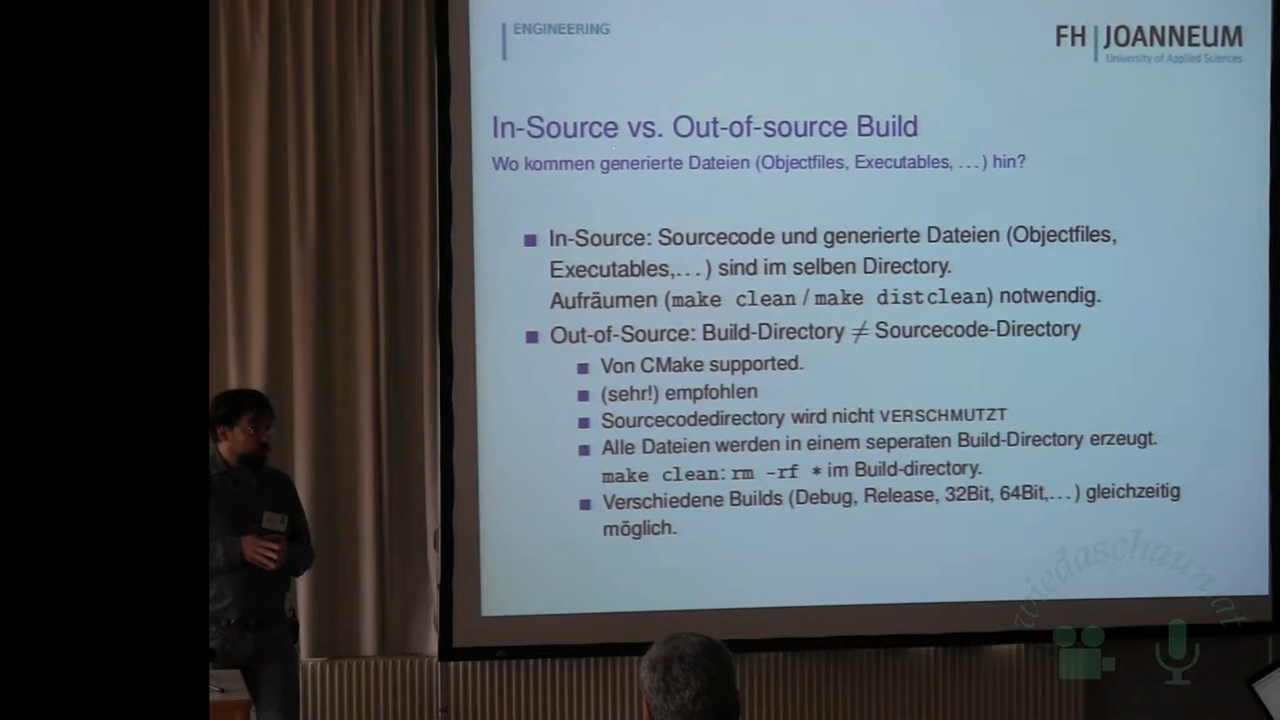 ENGINEERING
FH | JOANNEUM
University of Applied Sciences
In-Source vs. Out-of-source Build
Wo kommen generierte Dateien (Objectfiles, Executables, ...) hin?
In-Source: Sourcecode und generierte Dateien (Objectfiles,
Executables,...) sind im selben Directory.
Aufräumen (make clean / make distclean) notwendig.
Out-of-Source: Build-Directory ≠ Sourcecode-Directory
Von CMake supported.
(sehr!) empfohlen
Sourcecodedirectory wird nicht VERSCHMUTZT
Alle Dateien werden in einem seperaten Build-Directory erzeugt.
make clean: rm -rf * im Build-directory.
Verschiedene Builds (Debug, Release, 32Bit, 64Bit,...) gleichzeitig
möglich.
wiedaschaun.at